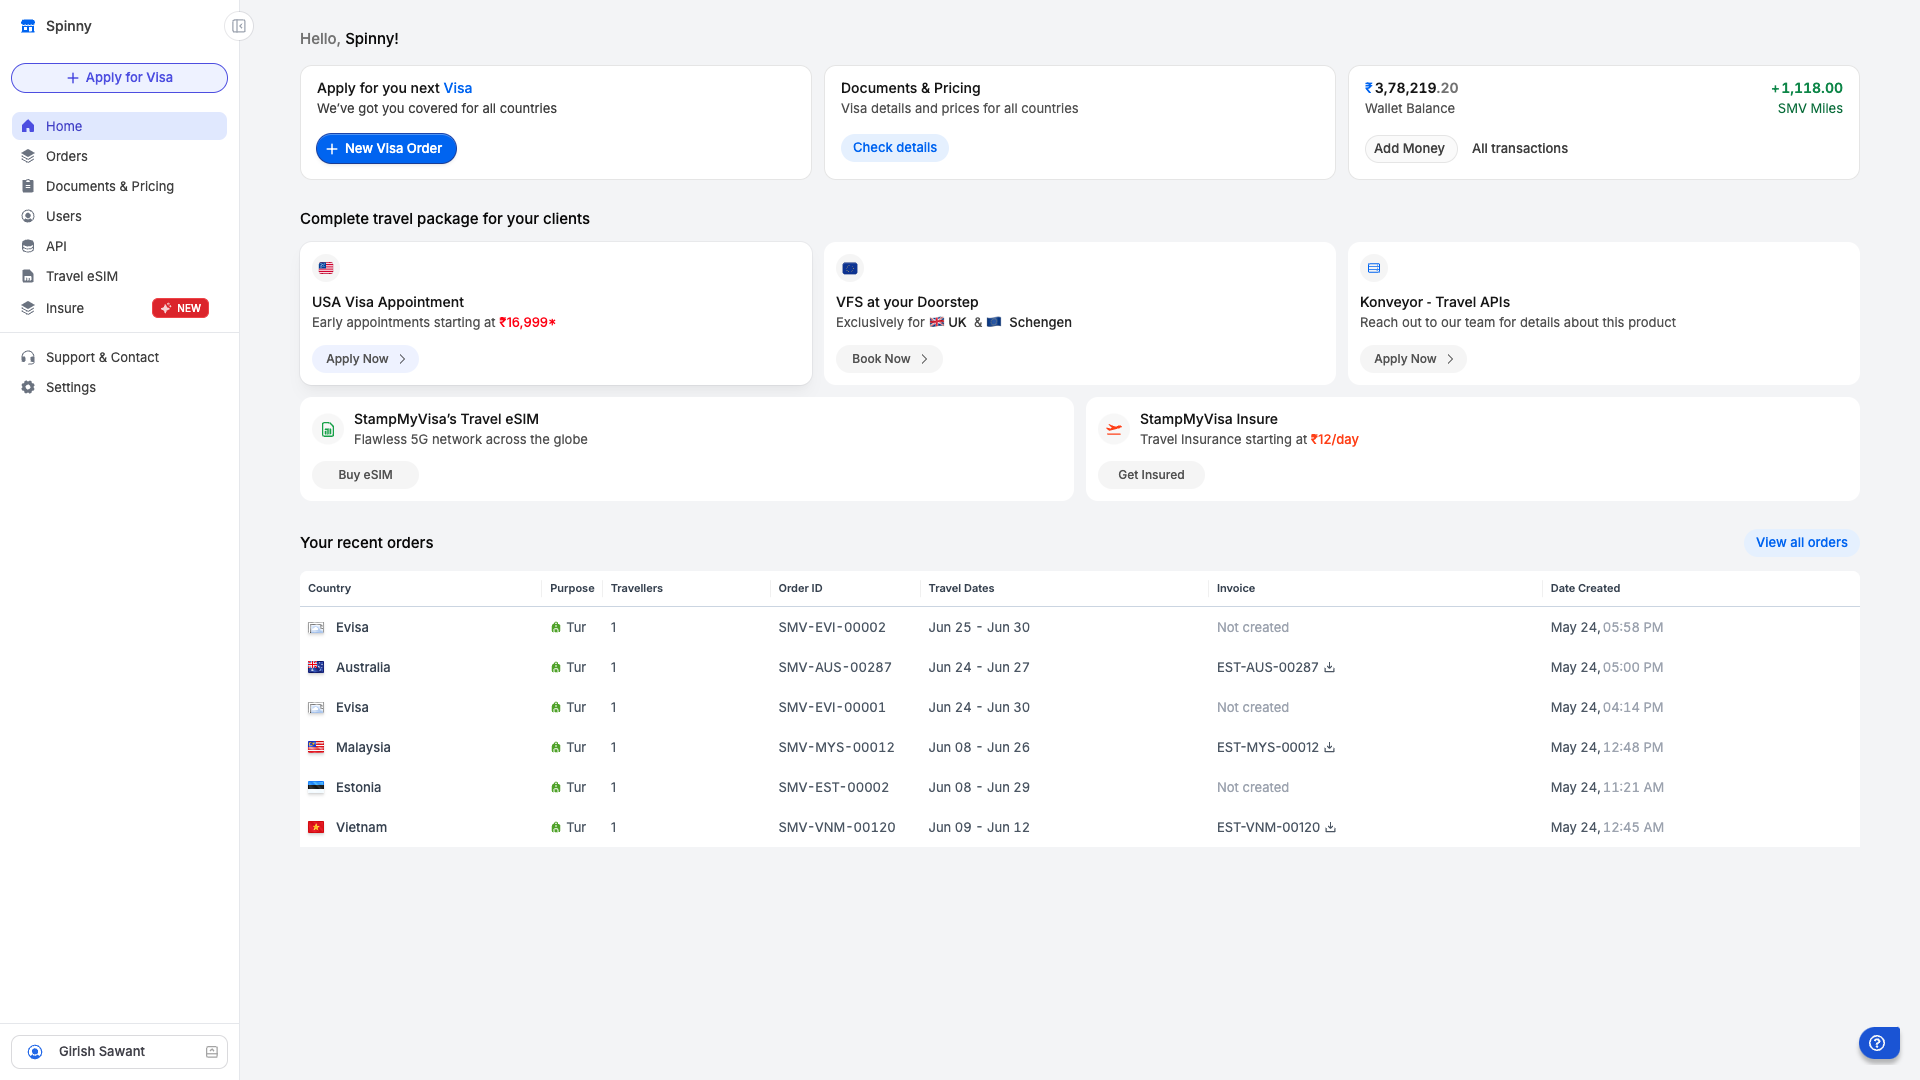 Spinny
Apply for Visa
Home
Orders
Documents & Pricing
Users
API
Travel eSIM
Insure NEW
Support & Contact
Settings
Girish Sawant
Hello, Spinny!
Apply for you next Visa
We've got you covered for all countries
New Visa Order
Documents & Pricing
Visa details and prices for all countries
Check details
₹3,78,219.20 +1,118.00
Wallet Balance SMV Miles
Add Money All transactions
Complete travel package for your clients
USA Visa Appointment
Early appointments starting at ₹16,999*
Apply Now
VFS at your Doorstep
Exclusively for UK & Schengen
Book Now
Konveyor - Travel APIs
Reach out to our team for details about this product
Apply Now
StampMyVisa's Travel eSIM
Flawless 5G network across the globe
Buy eSIM
StampMyVisa Insure
Travel Insurance starting at ₹12/day
Get Insured
Your recent orders View all orders
Country Purpose Travellers Order ID Travel Dates Invoice Date Created
Evisa Tur 1 SMV-EVI-00002 Jun 25 - Jun 30 Not created May 24, 05:58 PM
Australia Tur 1 SMV-AUS-00287 Jun 24 - Jun 27 EST-AUS-00287 May 24, 05:00 PM
Evisa Tur 1 SMV-EVI-00001 Jun 24 - Jun 30 Not created May 24, 04:14 PM
Malaysia Tur 1 SMV-MYS-00012 Jun 08 - Jun 26 EST-MYS-00012 May 24, 12:48 PM
Estonia Tur 1 SMV-EST-00002 Jun 08 - Jun 29 Not created May 24, 11:21 AM
Vietnam Tur 1 SMV-VNM-00120 Jun 09 - Jun 12 EST-VNM-00120 May 24, 12:45 AM